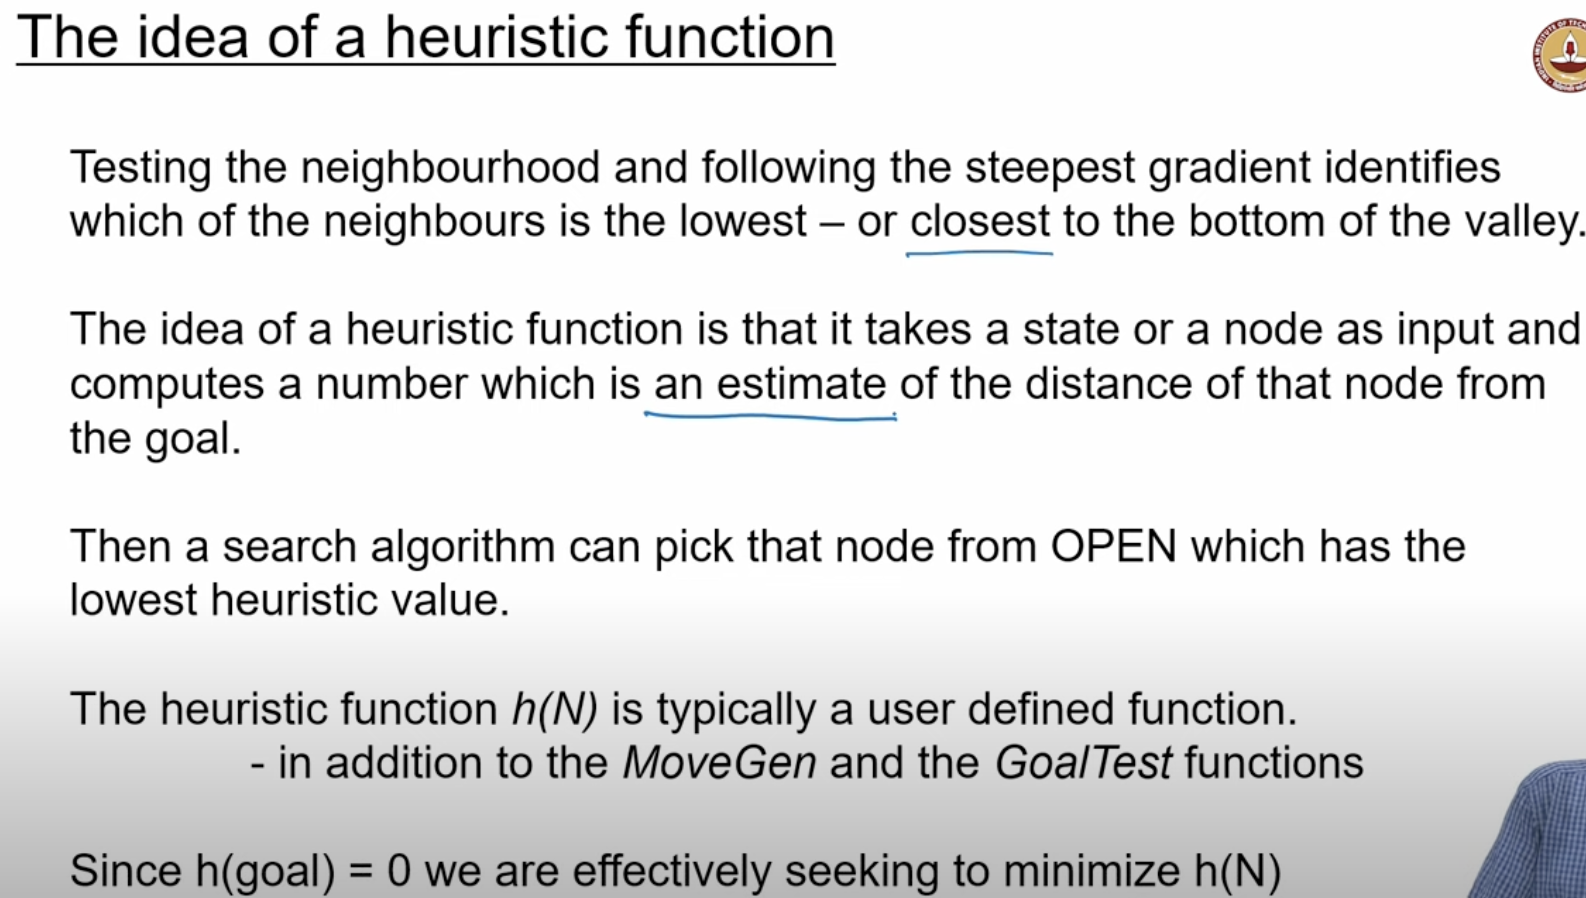 The idea of a heuristic function
Testing the neighbourhood and following the steepest gradient identifies
which of the neighbours is the lowest – or closest to the bottom of the valley.
The idea of a heuristic function is that it takes a state or a node as input and
computes a number which is an estimate of the distance of that node from
the goal.
Then a search algorithm can pick that node from OPEN which has the
lowest heuristic value.
The heuristic function h(N) is typically a user defined function.
- in addition to the MoveGen and the GoalTest functions
Since h(goal) = 0 we are effectively seeking to minimize h(N)